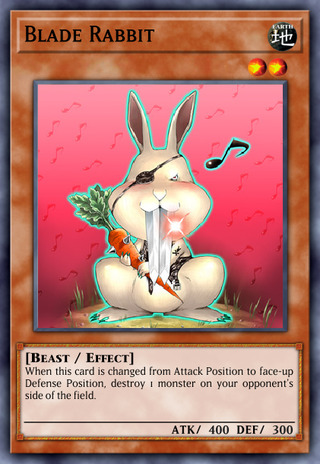 Blade Rabbit
EARTH
地
[Beast / Effect]
When this card is changed from Attack Position to face-up
Defense Position, destroy 1 monster on your opponent's
side of the field.
ATK/ 400 DEF/ 300